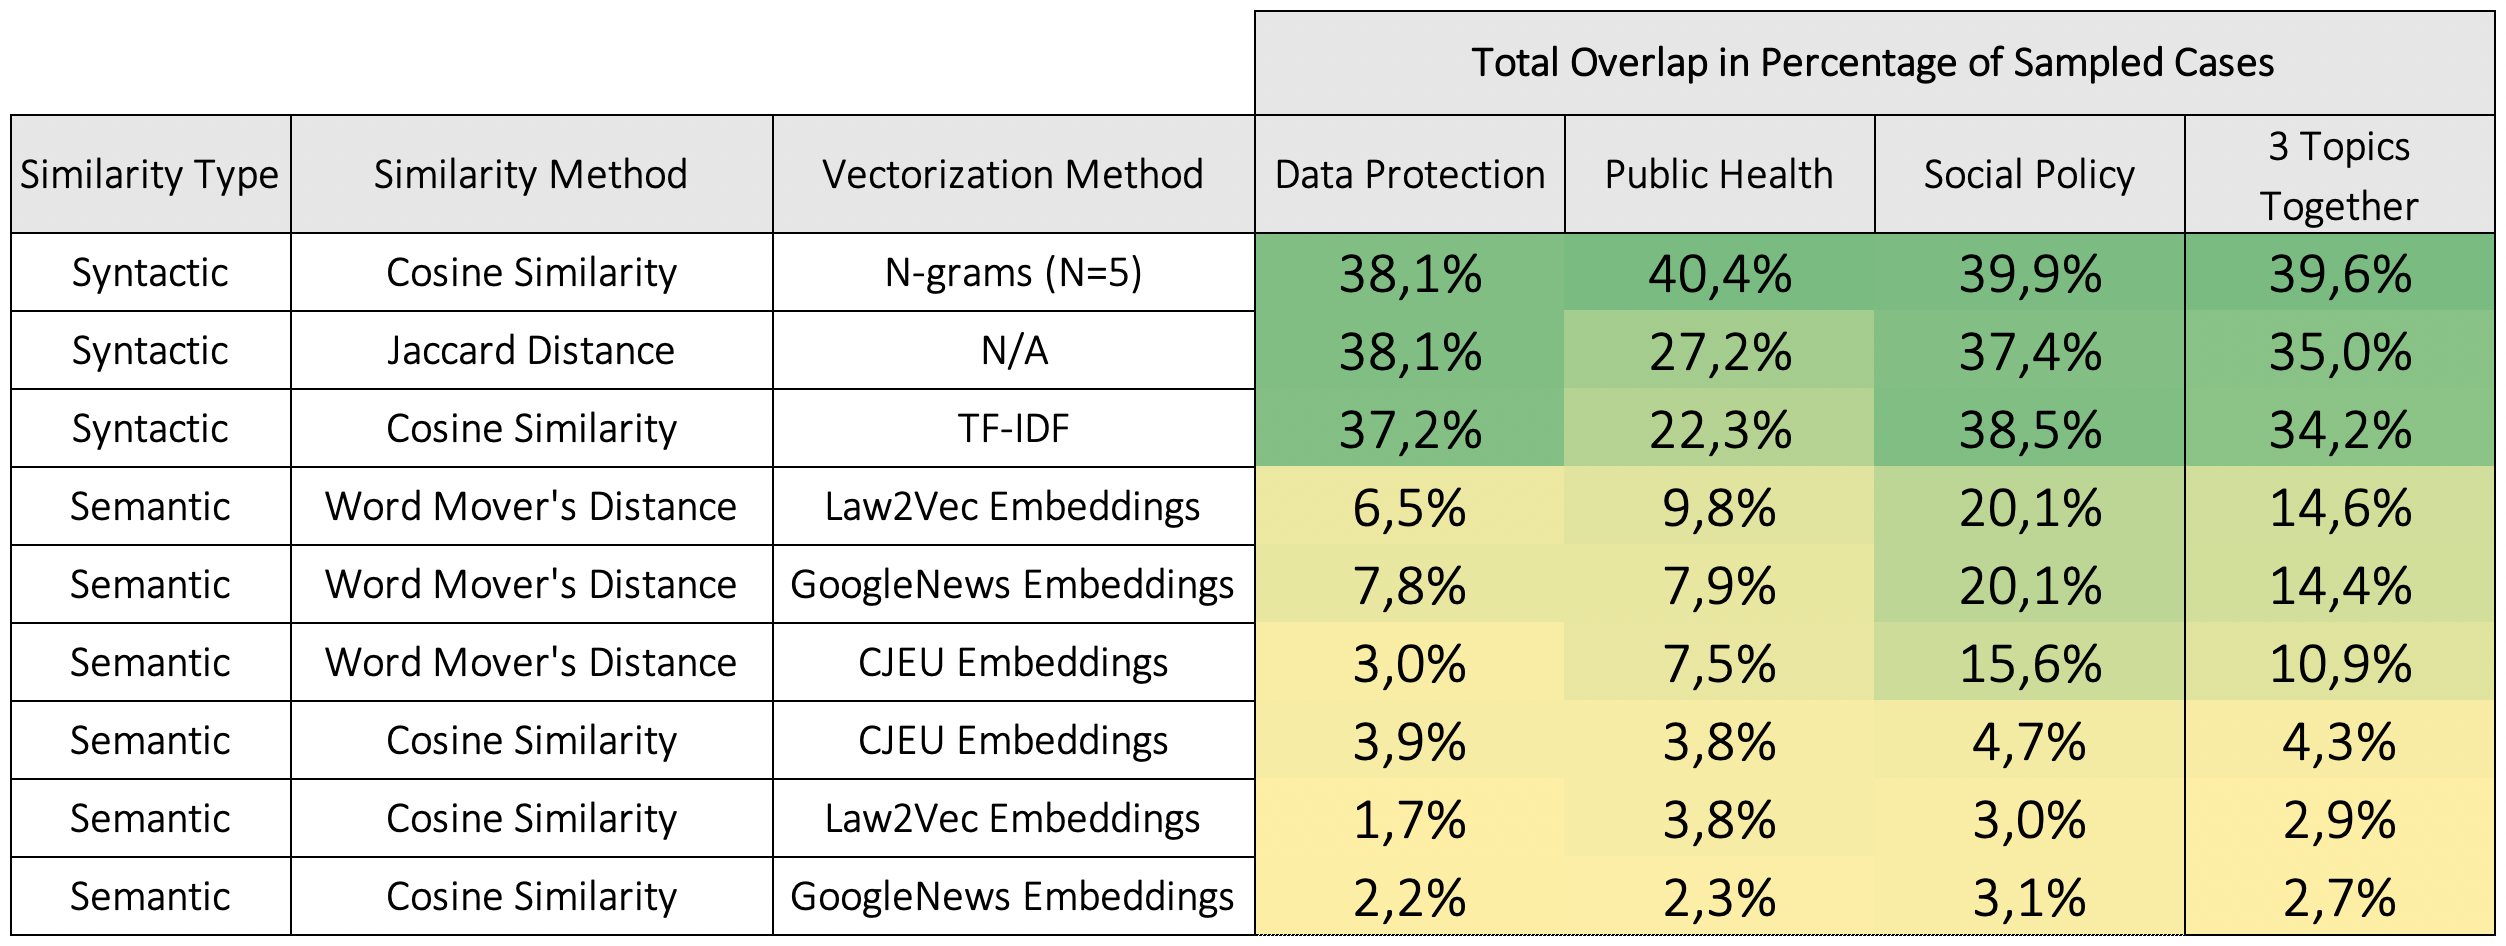 Total Overlap in Percentage of Sampled Cases
Similarity Type Similarity Method Vectorization Method Data Protection Public Health Social Policy 3 Topics
Together
Syntactic Cosine Similarity N-grams (N=5) 38,1% 40,4% 39,9% 39,6%
Syntactic Jaccard Distance N/A 38,1% 27,2% 37,4% 35,0%
Syntactic Cosine Similarity TF-IDF 37,2% 22,3% 38,5% 34,2%
Semantic Word Mover's Distance Law2Vec Embeddings 6,5% 9,8% 20,1% 14,6%
Semantic Word Mover's Distance GoogleNews Embeddings 7,8% 7,9% 20,1% 14,4%
Semantic Word Mover's Distance CJEU Embeddings 3,0% 7,5% 15,6% 10,9%
Semantic Cosine Similarity CJEU Embeddings 3,9% 3,8% 4,7% 4,3%
Semantic Cosine Similarity Law2Vec Embeddings 1,7% 3,8% 3,0% 2,9%
Semantic Cosine Similarity GoogleNews Embeddings 2,2% 2,3% 3,1% 2,7%